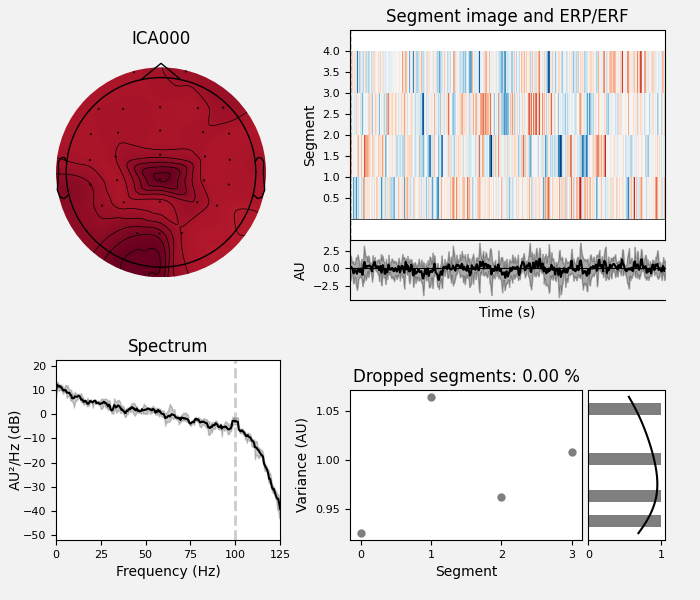 ICA000
Segment image and ERP/ERF
Segment
4.0
3.5
3.0
2.5
2.0
1.5
1.0
0.5
AU
2.5
0.0
−2.5
Time (s)
Spectrum
AU²/Hz (dB)
20
10
0
−10
−20
−30
−40
−50
0 25 50 75 100 125
Frequency (Hz)
Dropped segments: 0.00 %
Variance (AU)
1.05
1.00
0.95
0 1 2 3
Segment
0 1